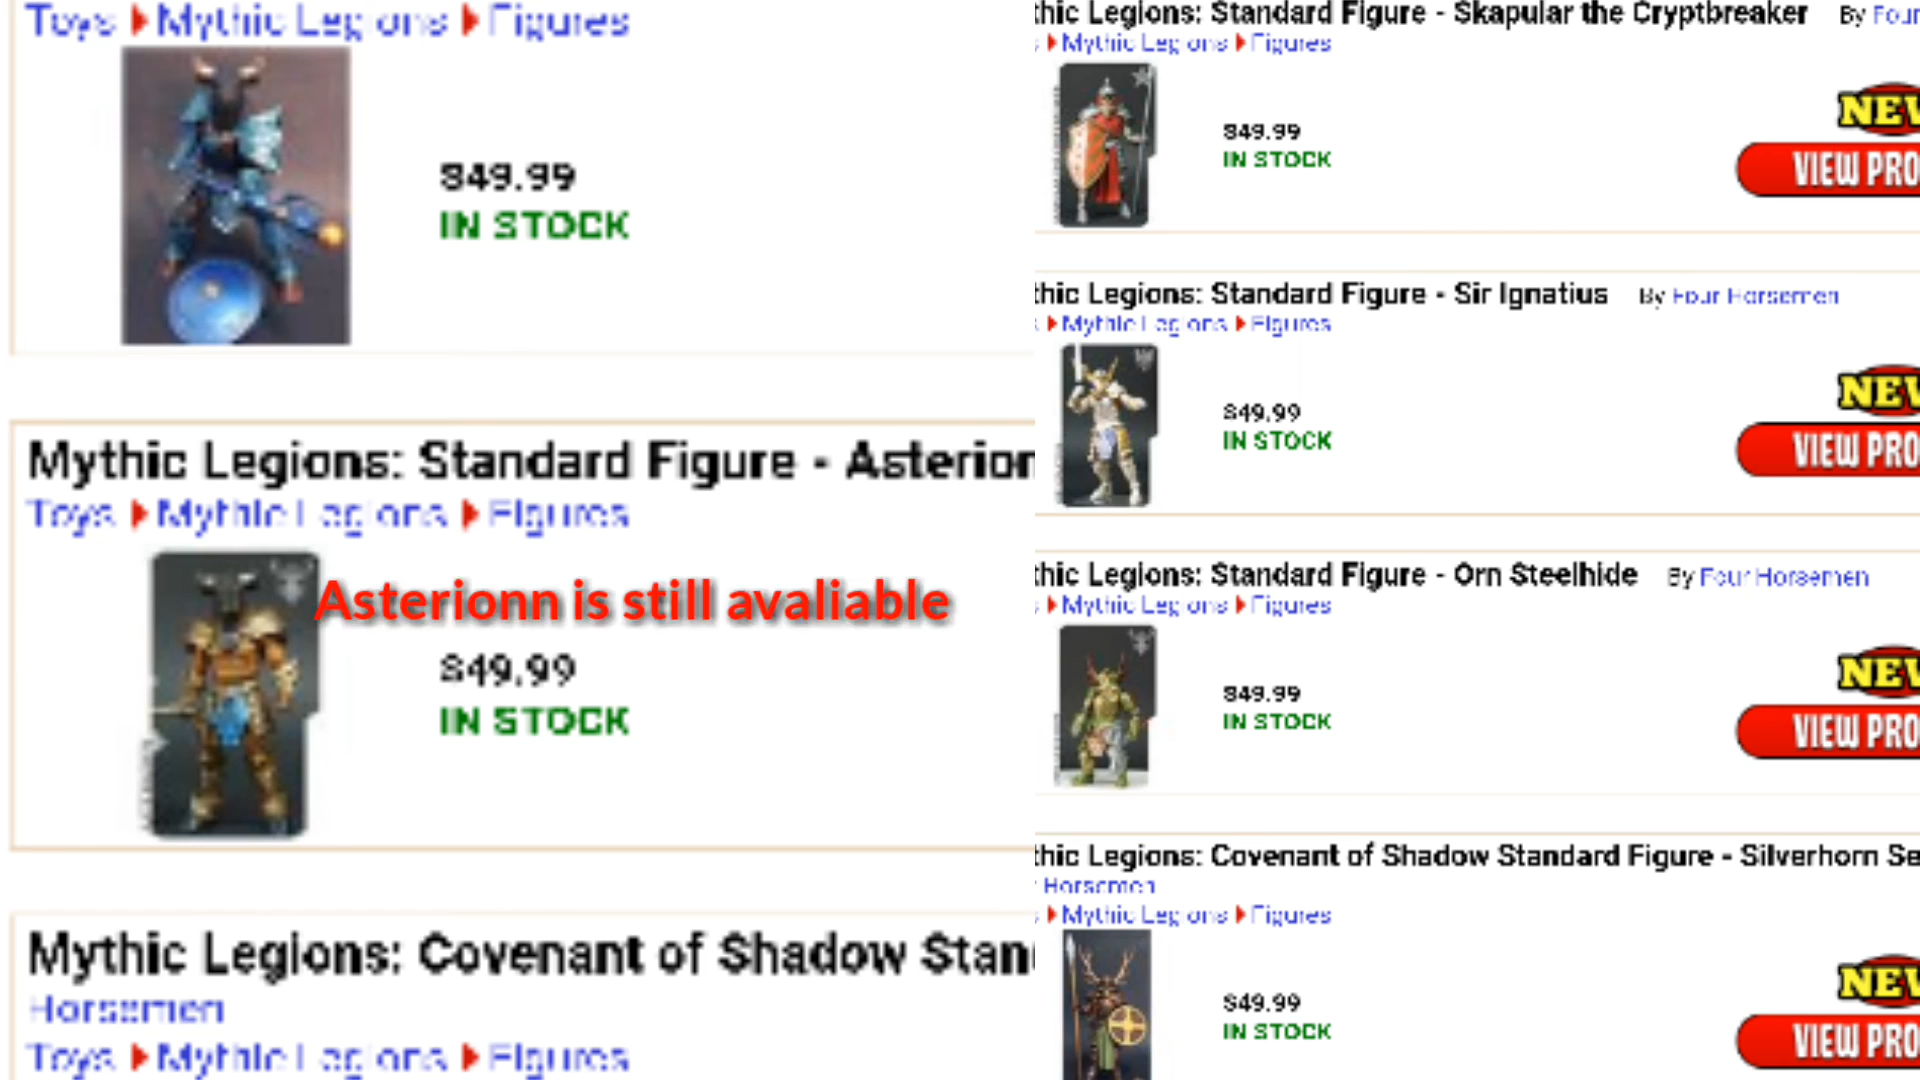 Toys Mythic Legions Figures
$49.99
IN STOCK
Mythic Legions: Standard Figure - Asterion
Toys Mythic Legions Figures
Asterionn is still avaliable
$49.99
IN STOCK
Mythic Legions: Covenant of Shadow Stan
Horsemen
Toys Mythic Legions Figures
thic Legions: Standard Figure - Skapular the Cryptbreaker By Four
s Mythic Legions Figures
$49.99
IN STOCK
NEW
VIEW PRO
thic Legions: Standard Figure - Sir Ignatius By Four Horsemen
s Mythic Legions Figures
$49.99
IN STOCK
NEW
VIEW PRO
thic Legions: Standard Figure - Orn Steelhide By Four Horsemen
s Mythic Legions Figures
$49.99
IN STOCK
NEW
VIEW PRO
thic Legions: Covenant of Shadow Standard Figure - Silverhorn Se
r Horsemen
s Mythic Legions Figures
$49.99
IN STOCK
NEW
VIEW PRO